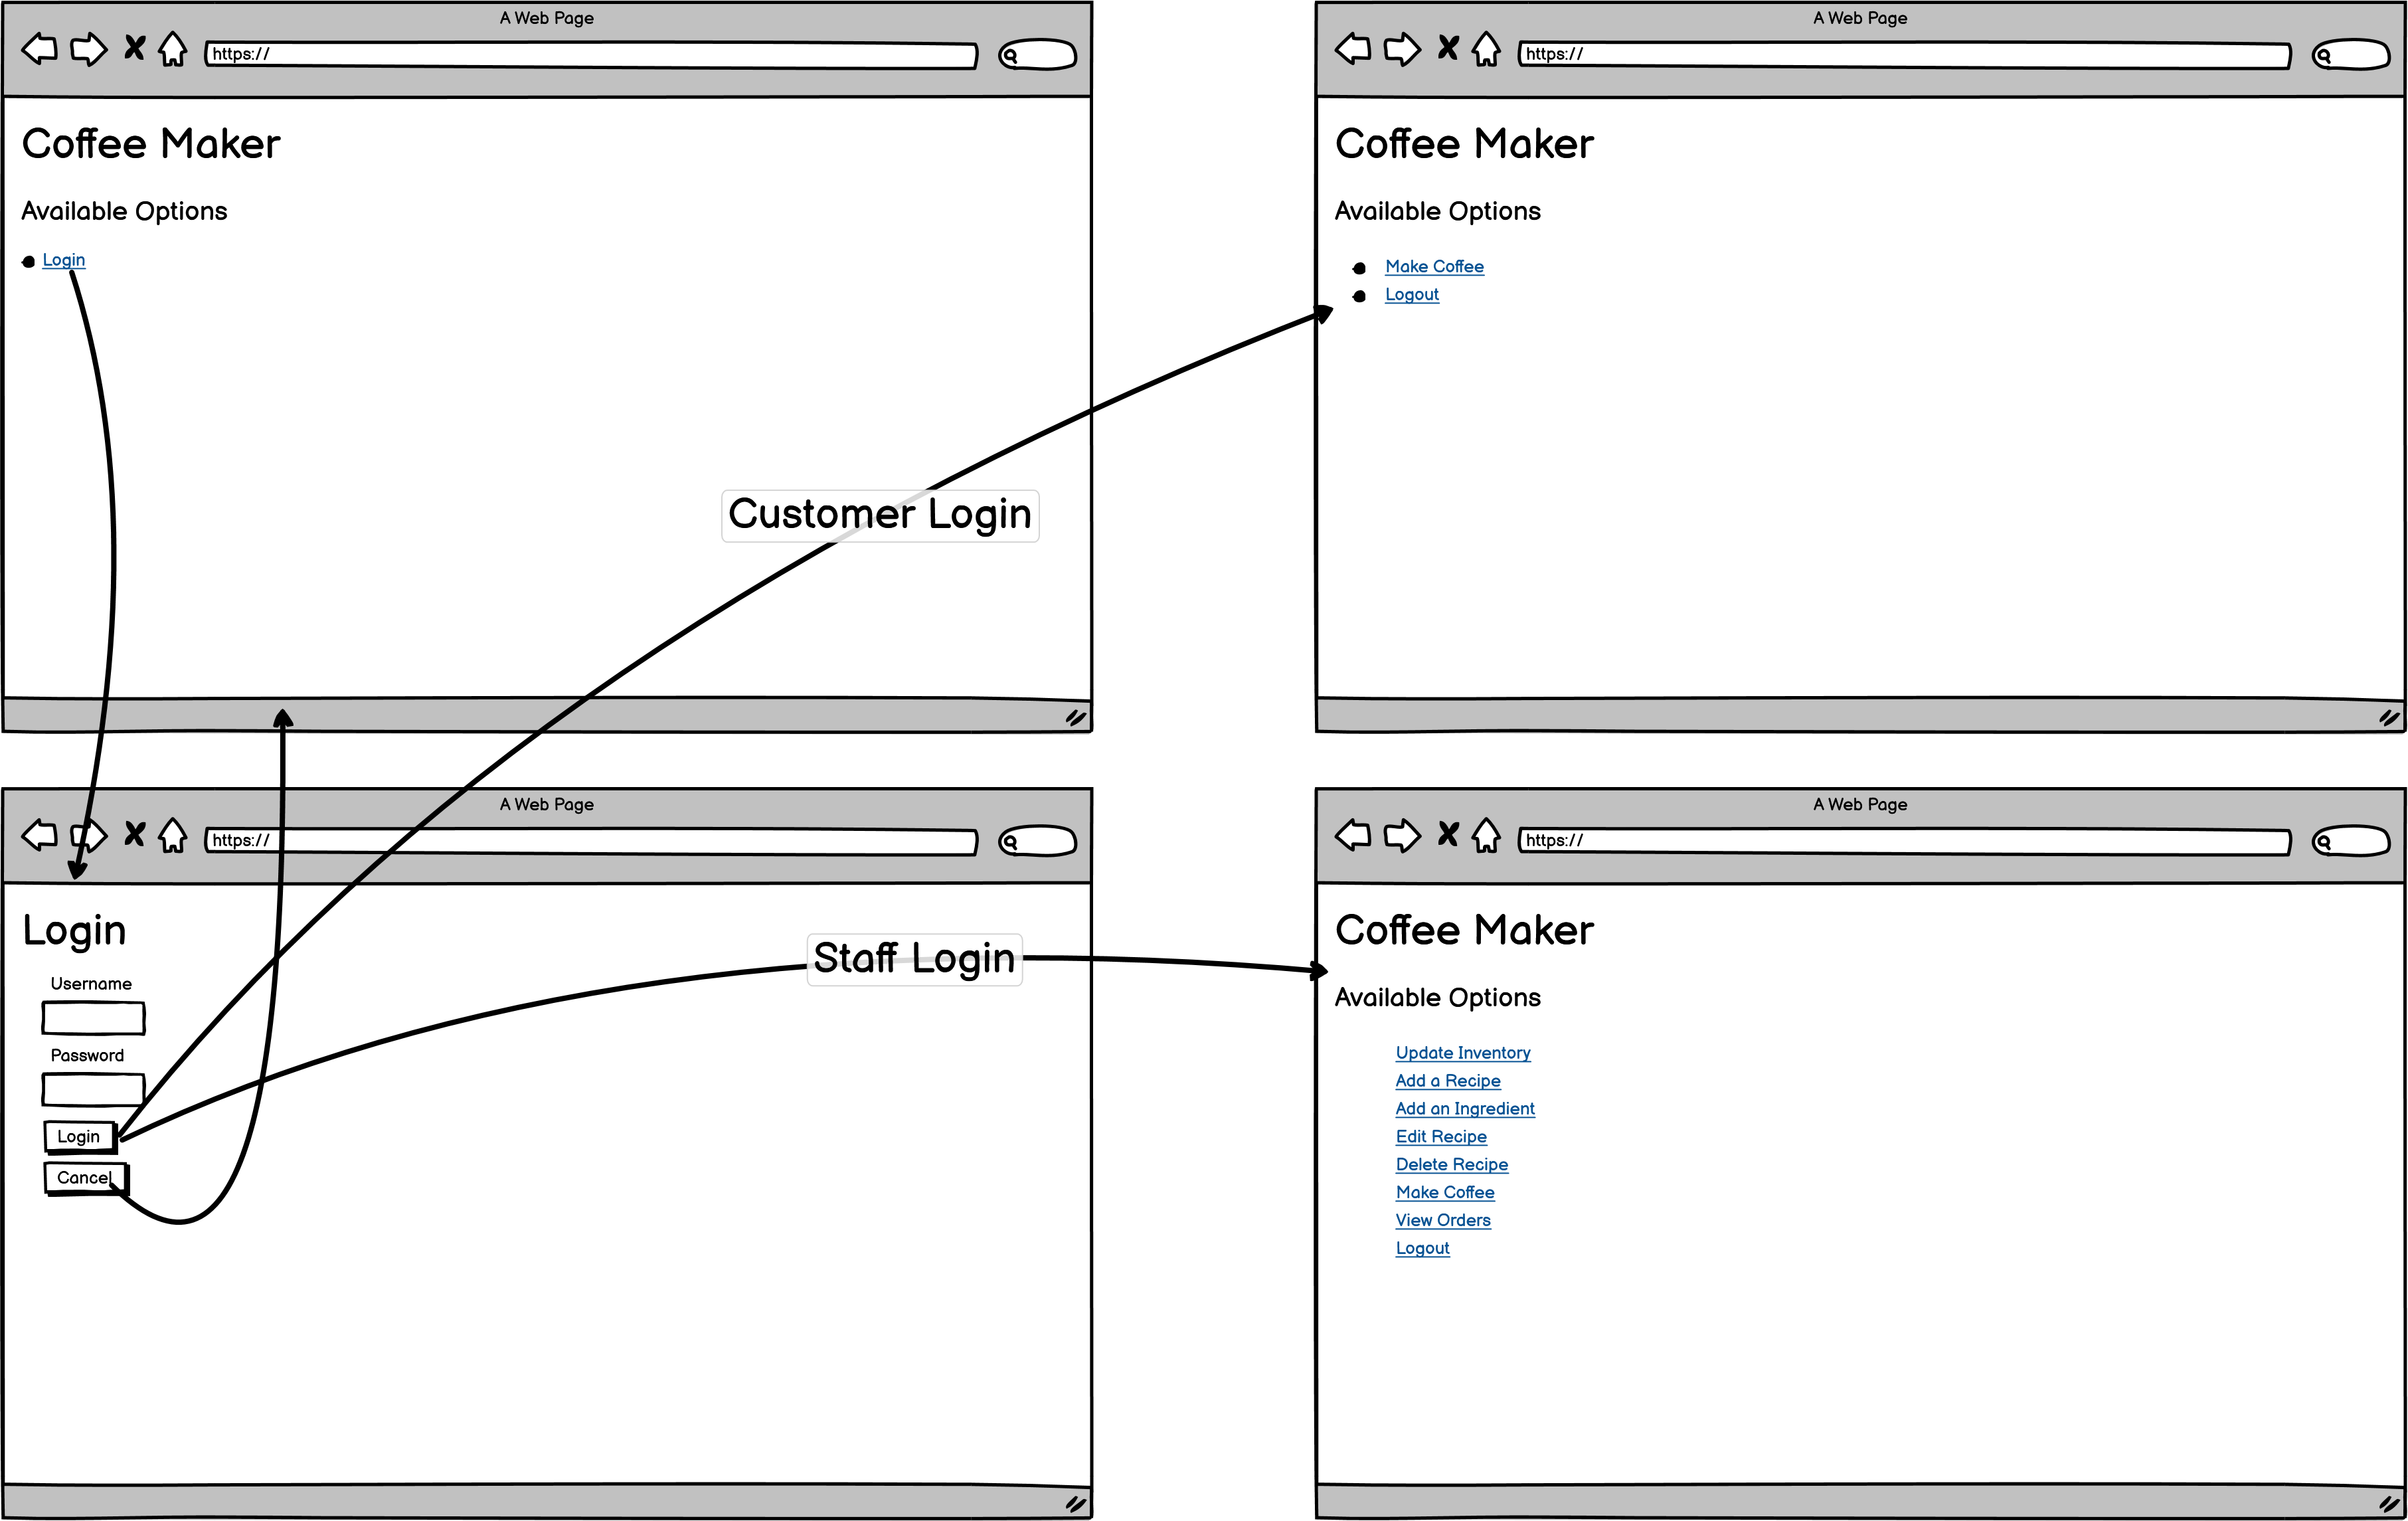 A Web Page
https://
Coffee Maker
Available Options
Login
A Web Page
https://
Coffee Maker
Available Options
Make Coffee
Logout
Customer Login
A Web Page
https://
Login
Username
Password
Login
Cancel
Staff Login
A Web Page
https://
Coffee Maker
Available Options
Update Inventory
Add a Recipe
Add an Ingredient
Edit Recipe
Delete Recipe
Make Coffee
View Orders
Logout